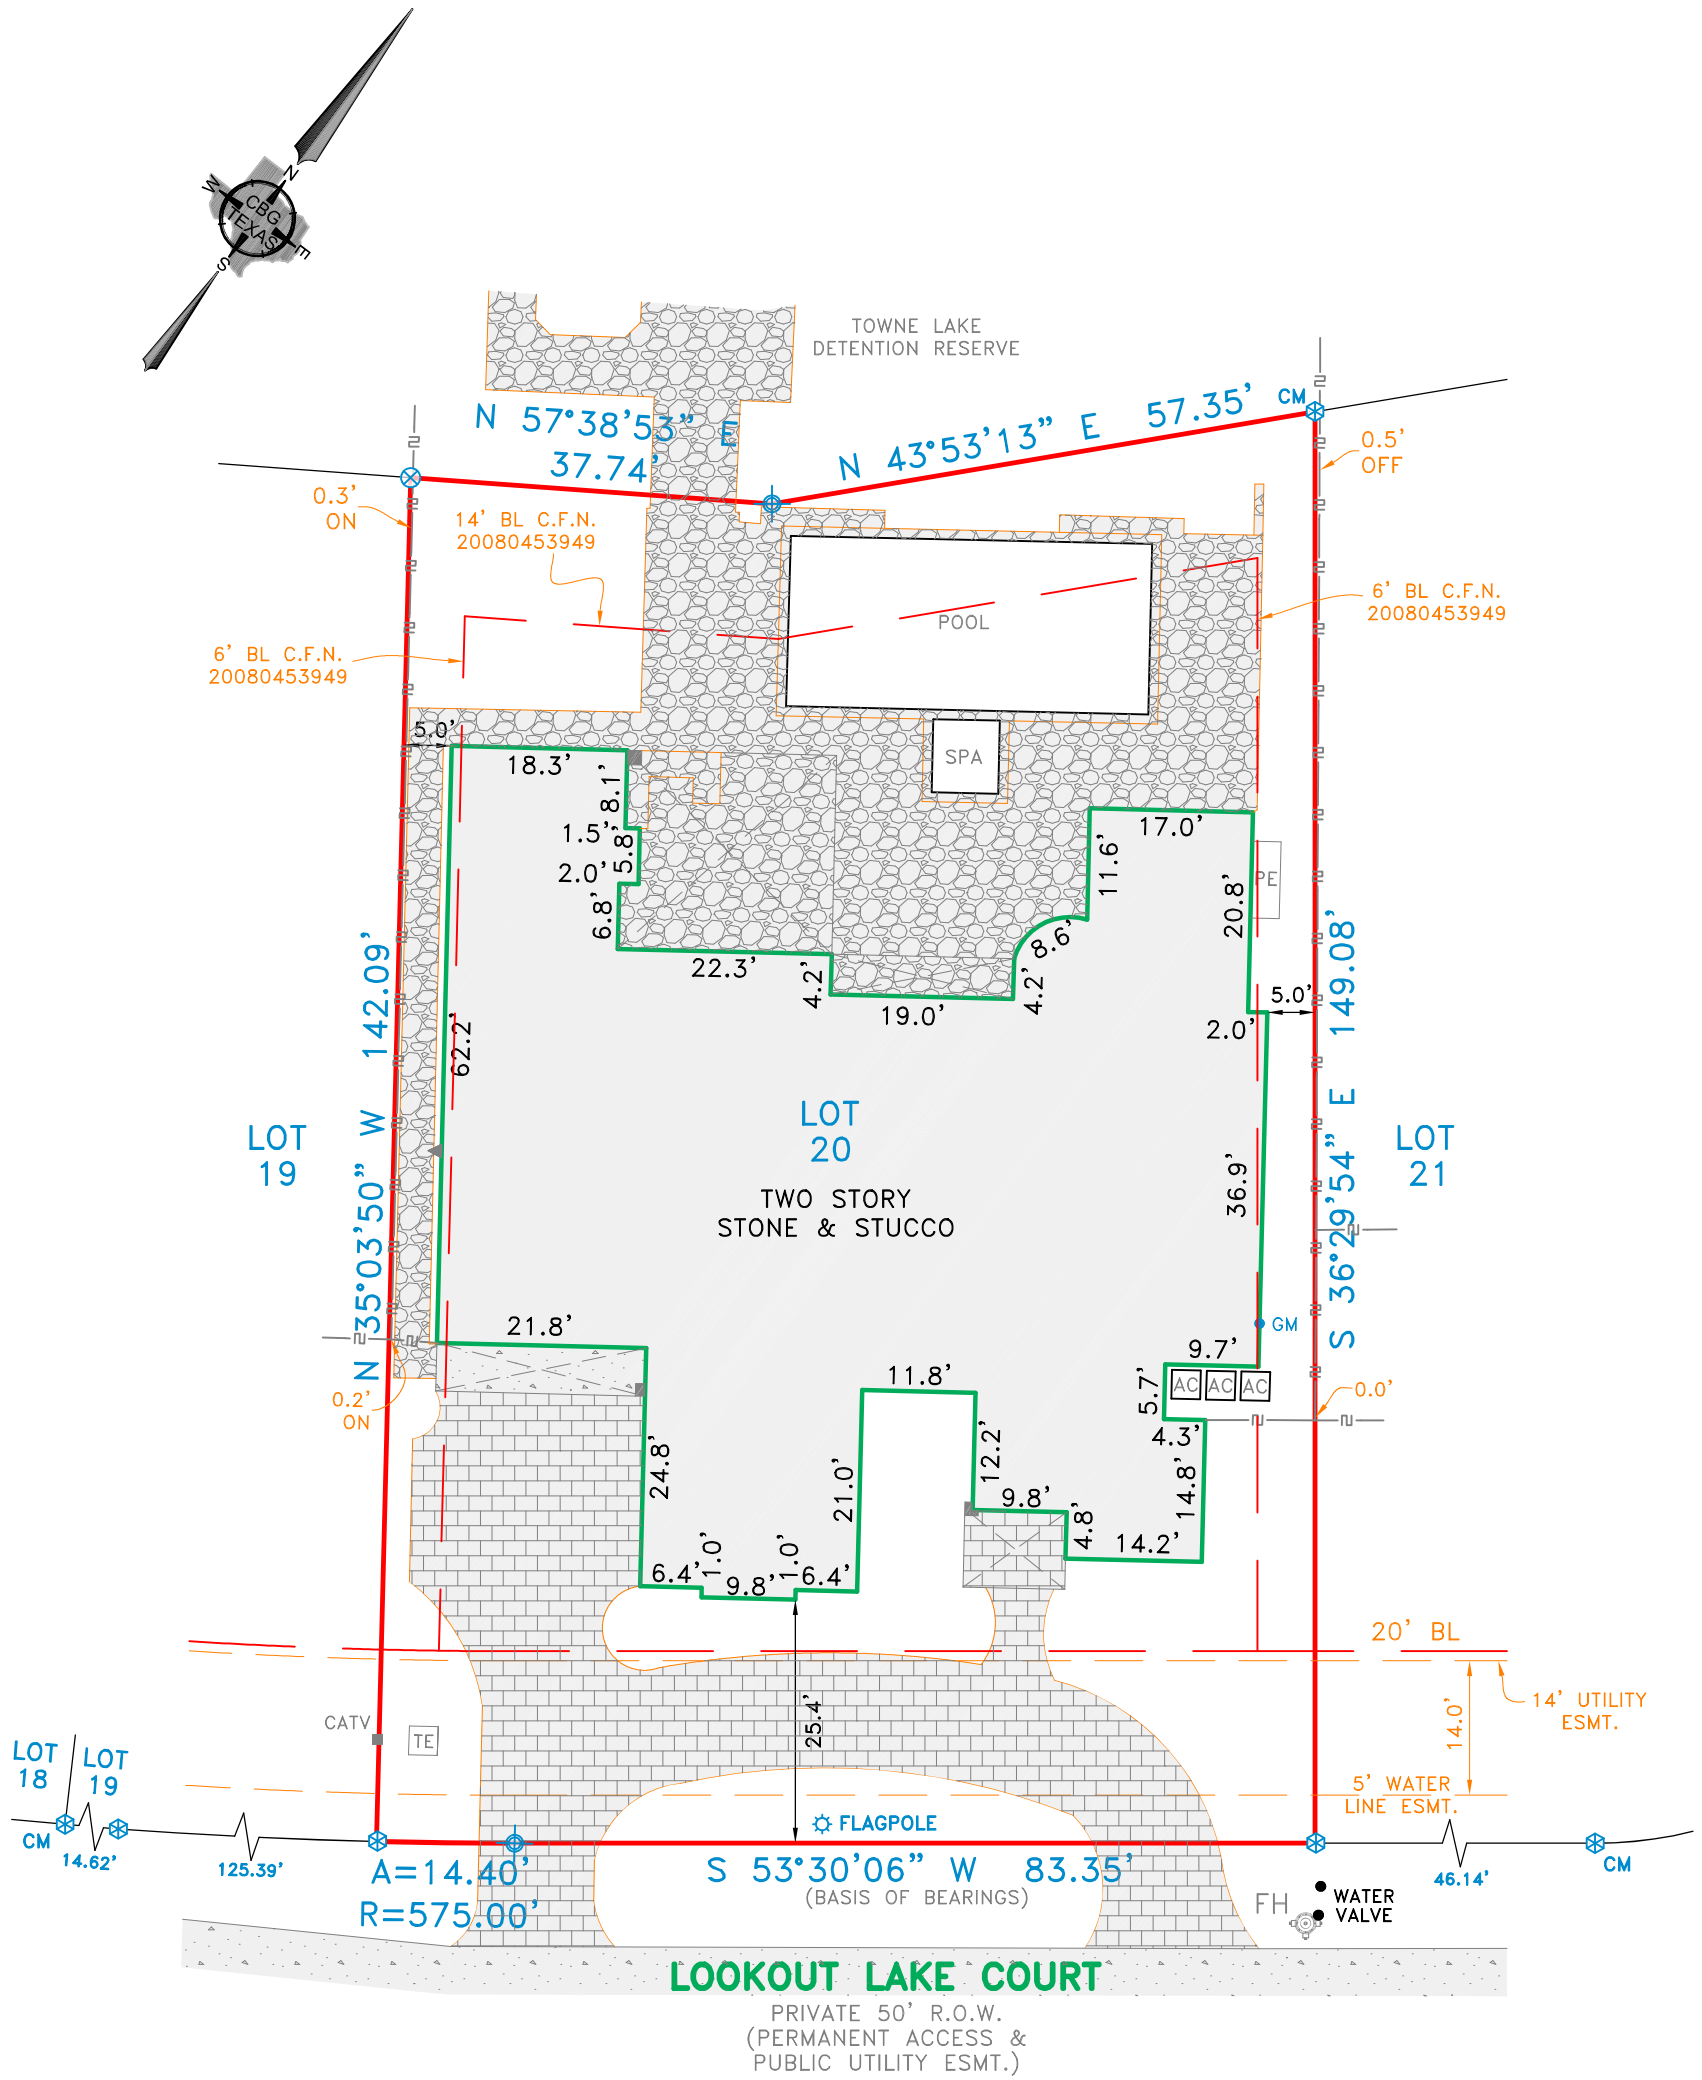 N
W
CBG
TEXAS
E
S
TOWNE LAKE
DETENTION RESERVE
CM
N 57°38'53" E
37.74'
N 43°53'13" E 57.35'
0.5'
OFF
0.3'
ON
14' BL C.F.N.
20080453949
6' BL C.F.N.
20080453949
POOL
6' BL C.F.N.
20080453949
5.0'
18.3'
8.1'
SPA
1.5'
5.8'
2.0'
6.8'
17.0'
11.6'
PE
20.8'
8.6'
22.3'
4.2'
19.0'
4.2'
5.0'
2.0'
N 35°03'50" W 142.09'
62.2'
S 36°29'54" E 149.08'
LOT
19
LOT
20
TWO STORY
STONE & STUCCO
LOT
21
36.9'
GM
21.8'
9.7'
AC AC AC
5.7'
0.0'
0.2'
ON
11.8'
4.3'
24.8'
21.0'
12.2'
14.8'
9.8'
4.8'
14.2'
6.4'
1.0'
9.8'
1.0'
6.4'
20' BL
14' UTILITY
ESMT.
14.0'
25.4'
CATV
TE
LOT
18
LOT
19
5' WATER
LINE ESMT.
FLAGPOLE
CM
14.62'
125.39'
A=14.40'
R=575.00'
S 53°30'06" W 83.35'
(BASIS OF BEARINGS)
46.14'
CM
FH
WATER
VALVE
LOOKOUT LAKE COURT
PRIVATE 50' R.O.W.
(PERMANENT ACCESS &
PUBLIC UTILITY ESMT.)